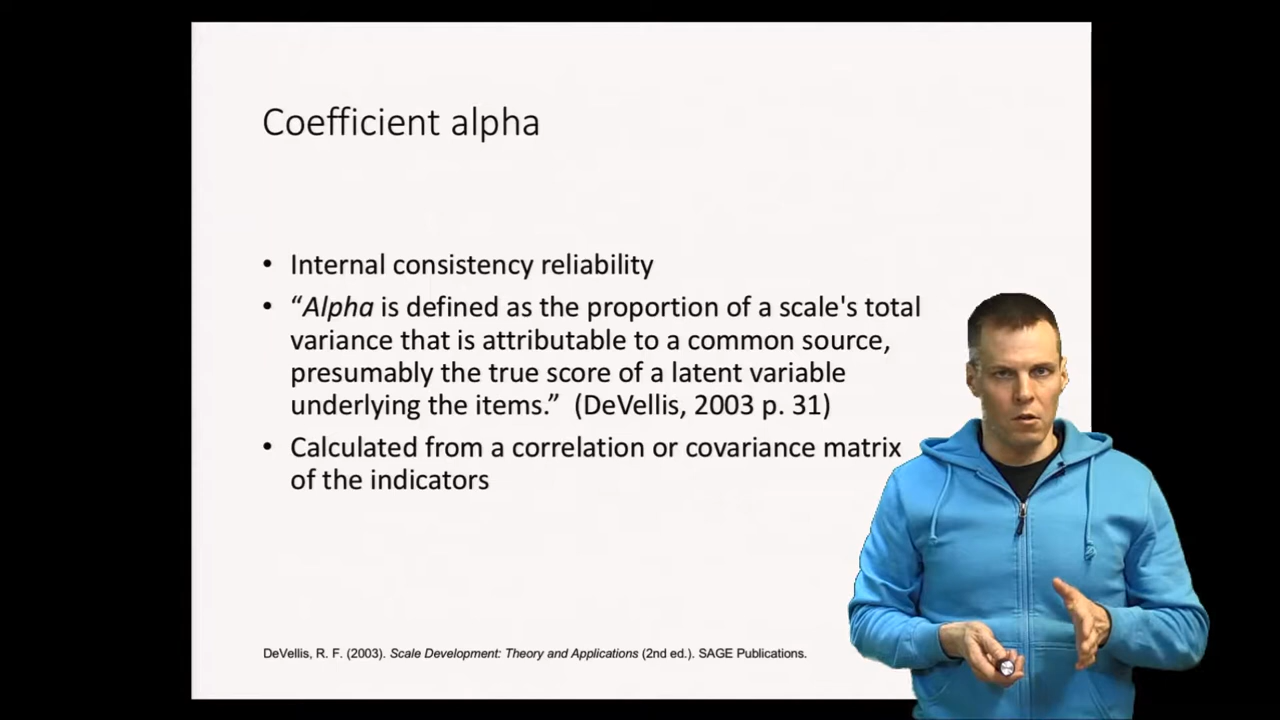 Coefficient alpha
• Internal consistency reliability
• “Alpha is defined as the proportion of a scale's total
variance that is attributable to a common source,
presumably the true score of a latent variable
underlying the items.” (DeVellis, 2003 p. 31)
• Calculated from a correlation or covariance matrix
of the indicators
DeVellis, R. F. (2003). Scale Development: Theory and Applications (2nd ed.). SAGE Publications.